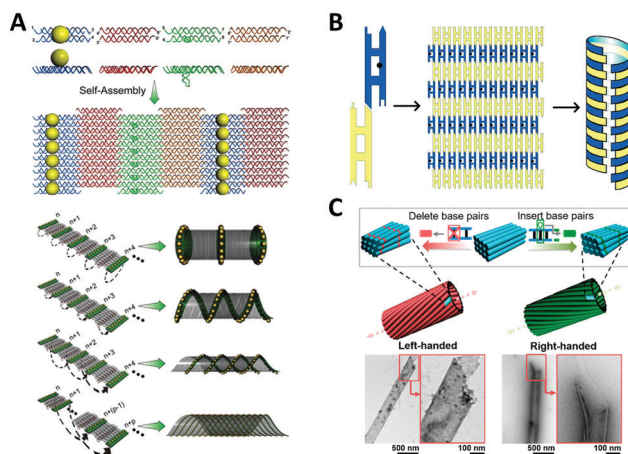 A
Self-Assembly
n
n+1
n+2
n+3
n+4
n
n+1
n+2
n+3
n+4
n
n+1
n+2
n+3
n+4
n
n+1
n+(p-1)
n+p
B
C
Delete base pairs
Insert base pairs
Left-handed
Right-handed
500 nm
100 nm
500 nm
100 nm